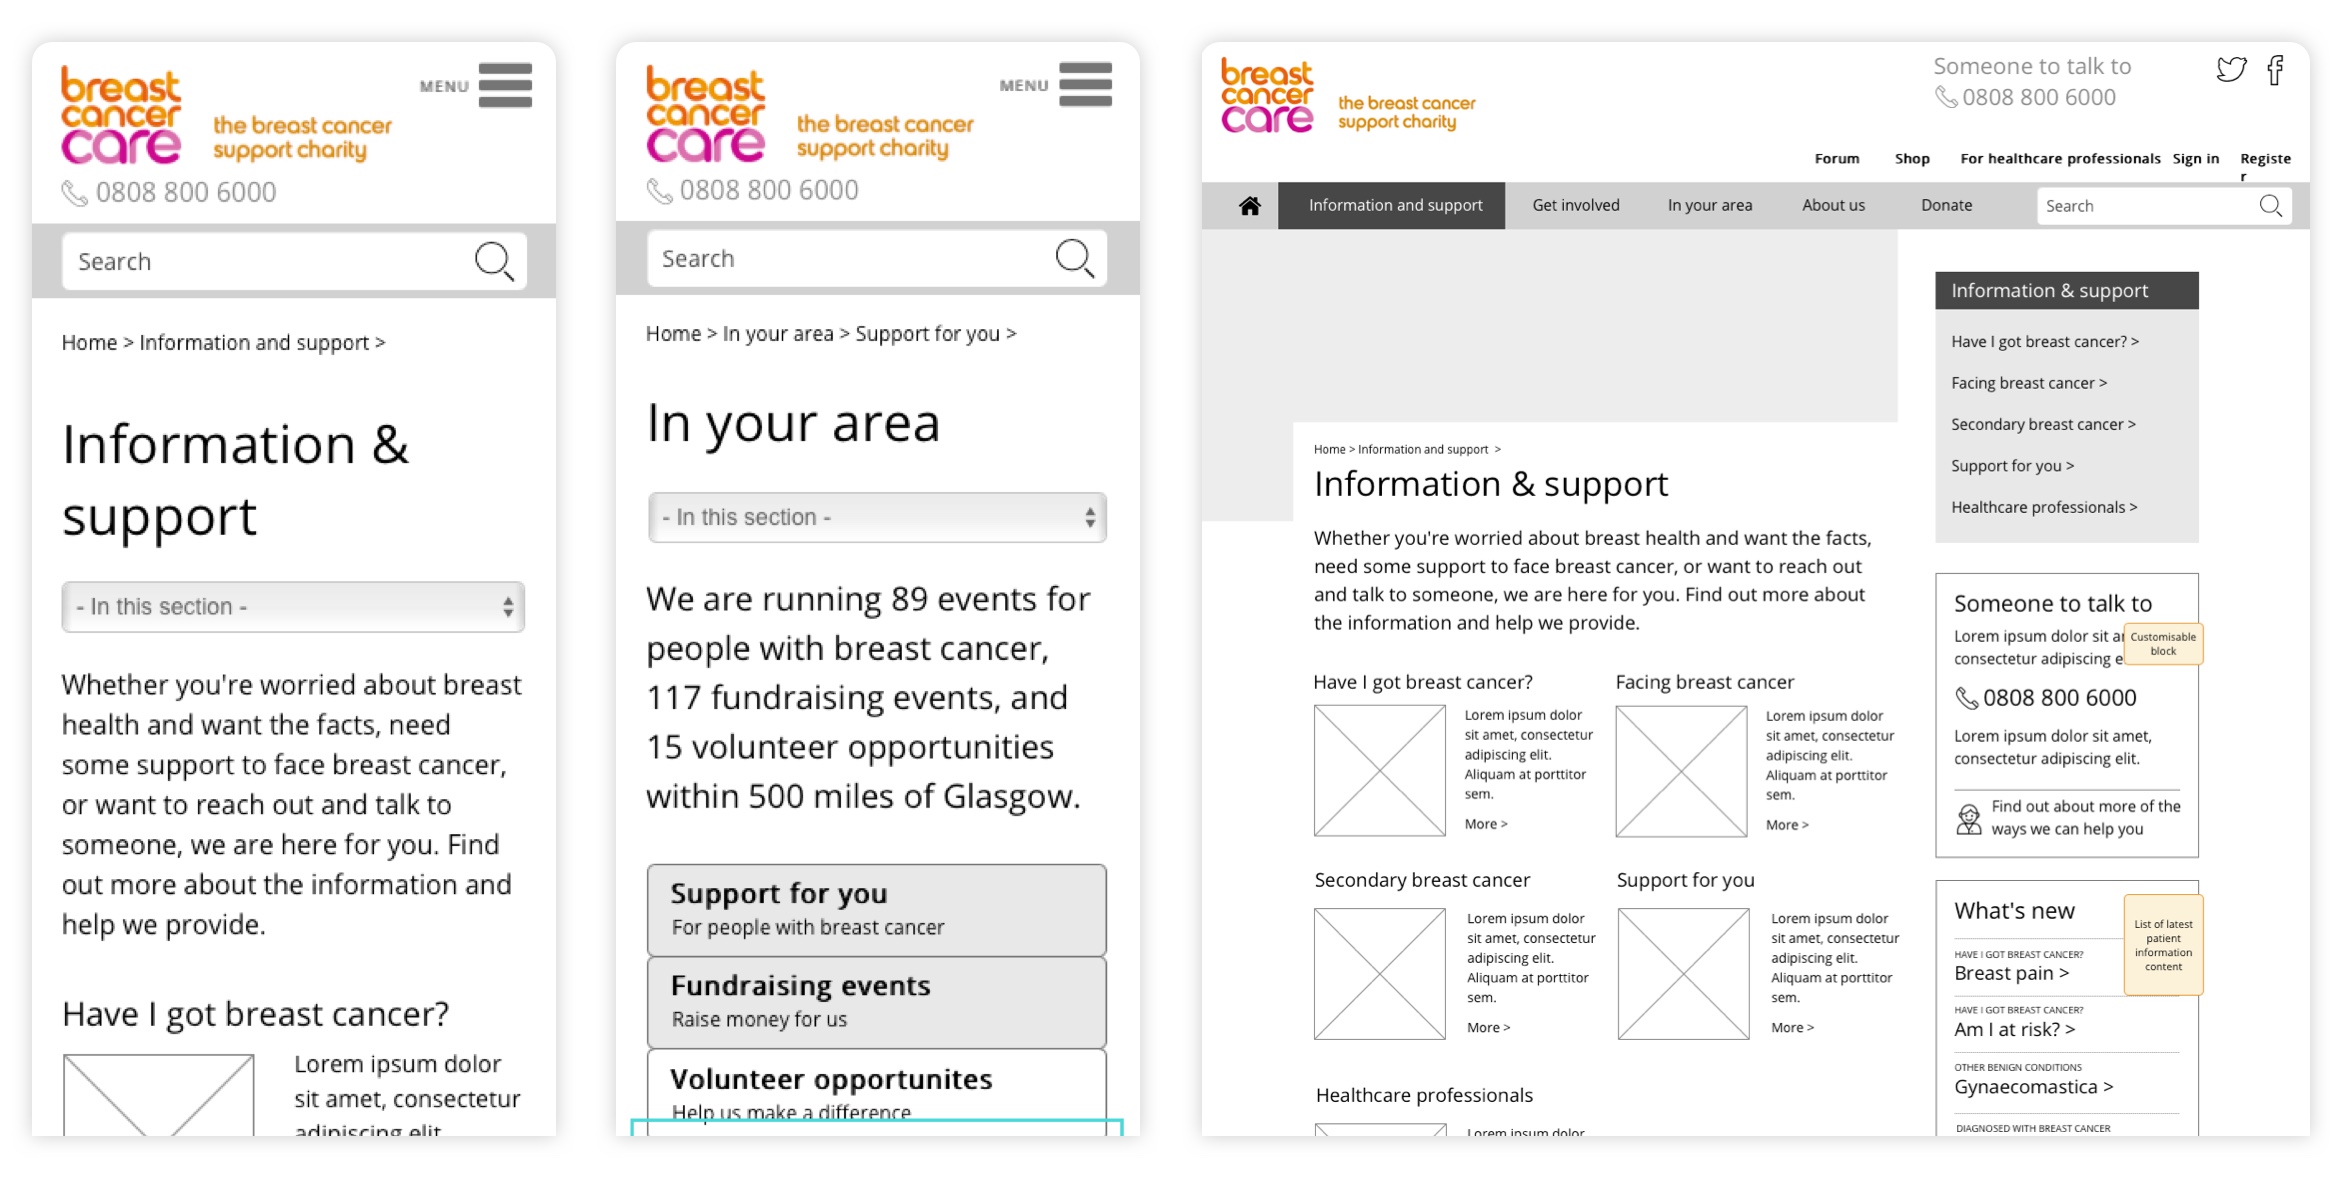 breast
cancer
care
the breast cancer
support charity
MENU
0808 800 6000
Search
Home > Information and support >
Information &
support
- In this section -
Whether you're worried about breast
health and want the facts, need
some support to face breast cancer,
or want to reach out and talk to
someone, we are here for you. Find
out more about the information and
help we provide.
Have I got breast cancer?
Lorem ipsum dolor
sit amet, consectetur
adipiscing elit
breast
cancer
care
the breast cancer
support charity
MENU
0808 800 6000
Search
Home > In your area > Support for you >
In your area
- In this section -
We are running 89 events for
people with breast cancer,
117 fundraising events, and
15 volunteer opportunities
within 500 miles of Glasgow.
Support for you
For people with breast cancer
Fundraising events
Raise money for us
Volunteer opportunites
Help us make a difference
breast
cancer
care
the breast cancer
support charity
Someone to talk to
0808 800 6000
Forum Shop For healthcare professionals Sign in Registe
r
Information and support Get involved In your area About us Donate Search
Home > Information and support >
Information & support
Whether you're worried about breast health and want the facts,
need some support to face breast cancer, or want to reach out
and talk to someone, we are here for you. Find out more about
the information and help we provide.
Have I got breast cancer?
Lorem ipsum dolor
sit amet, consectetur
adipiscing elit.
Aliquam at porttitor
sem.
More >
Facing breast cancer
Lorem ipsum dolor
sit amet, consectetur
adipiscing elit.
Aliquam at porttitor
sem.
More >
Secondary breast cancer
Lorem ipsum dolor
sit amet, consectetur
adipiscing elit.
Aliquam at porttitor
sem.
More >
Support for you
Lorem ipsum dolor
sit amet, consectetur
adipiscing elit.
Aliquam at porttitor
sem.
More >
Healthcare professionals
Lorem ipsum dolor
Information & support
Have I got breast cancer? >
Facing breast cancer >
Secondary breast cancer >
Support for you >
Healthcare professionals >
Someone to talk to
Lorem ipsum dolor sit
consectetur adipiscing
Customisable
block
0808 800 6000
Lorem ipsum dolor sit amet,
consectetur adipiscing elit.
Find out about more of the
ways we can help you
What's new
List of latest
patient
information
content
HAVE I GOT BREAST CANCER?
Breast pain >
HAVE I GOT BREAST CANCER?
Am I at risk? >
OTHER BENIGN CONDITIONS
Gynaecomastica >
DIAGNOSED WITH BREAST CANCER